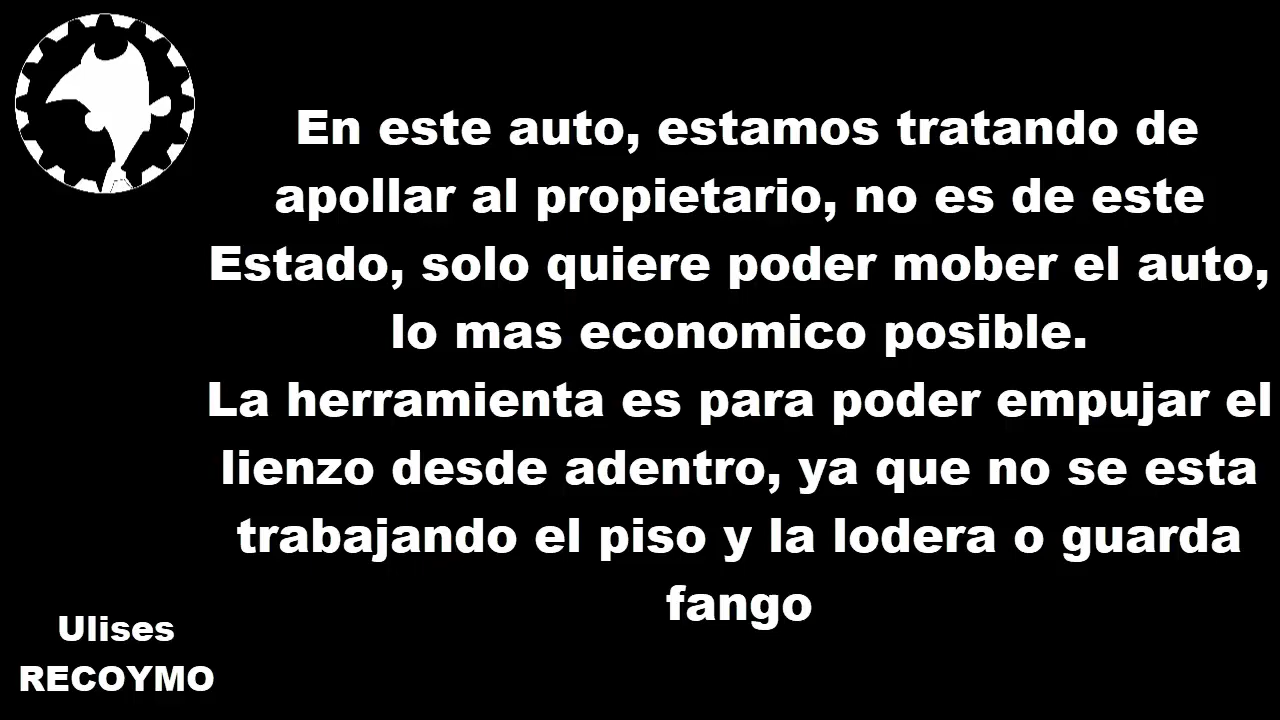 En este auto, estamos tratando de
apollar al propietario, no es de este
Estado, solo quiere poder mober el auto,
lo mas economico posible.
La herramienta es para poder empujar el
lienzo desde adentro, ya que no se esta
trabajando el piso y la lodera o guarda
fango
Ulises
RECOYMO